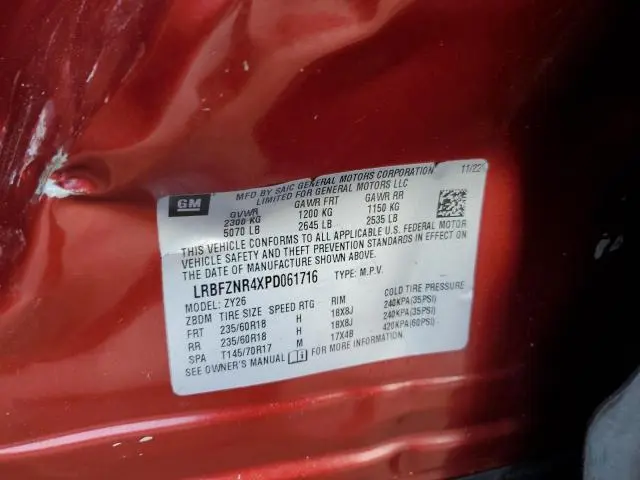 MFD BY SAIC GENERAL MOTORS CORPORATION 11/22
LIMITED FOR GENERAL MOTORS LLC
GM
GVWR GAWR FRT GAWR RR
2300 KG 1200 KG 1150 KG
5070 LB 2645 LB 2535 LB
THIS VEHICLE CONFORMS TO ALL APPLICABLE U.S. FEDERAL MOTOR
VEHICLE SAFETY AND THEFT PREVENTION STANDARDS IN EFFECT ON
THE DATE OF MANUFACTURE SHOWN ABOVE.
LRBFZNR4XPD061716 TYPE: M.P.V.
MODEL: ZY26
ZBDM TIRE SIZE SPEED RTG RIM COLD TIRE PRESSURE
FRT 235/60R18 H 18X8J 240KPA(35PSI)
RR 235/60R18 H 18X8J 240KPA(35PSI)
SPA T145/70R17 M 17X4B 420KPA(60PSI)
SEE OWNER'S MANUAL FOR MORE INFORMATION.